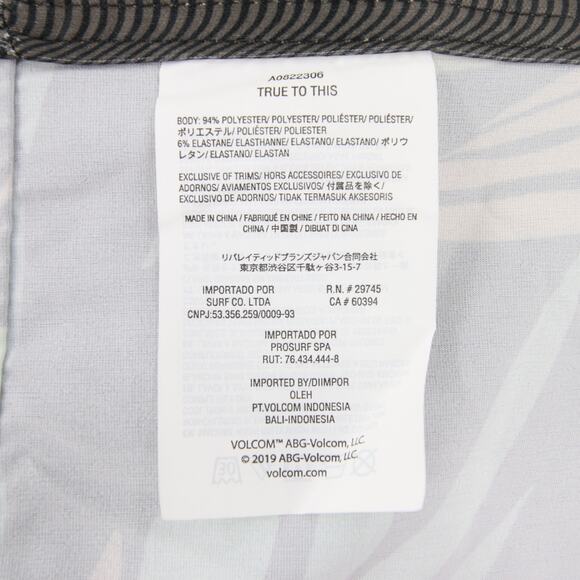 A0822306
TRUE TO THIS
BODY: 94% POLYESTER/ POLYESTER/ POLIÉSTER/ POLIÉSTER/
ポリエステル/ POLIÉSTER/ POLIESTER
6% ELASTANE/ ÉLASTHANNE/ ELASTANO/ ELASTANO/ ポリウ
レタン/ ELASTANO/ ELASTAN
EXCLUSIVE OF TRIMS/ HORS ACCESSOIRES/ EXCLUSIVO DE
ADORNOS/ AVIAMENTOS EXCLUSIVOS/ 付属品を除く/
EXCLUSIVO DE ADORNOS/ TIDAK TERMASUK AKSESORIS
MADE IN CHINA / FABRIQUÉ EN CHINE / FEITO NA CHINA / HECHO EN
CHINA / 中国製 / DIBUAT DI CINA
リバレイティッドブランズジャパン合同会社
東京都渋谷区千駄ヶ谷3-15-7
IMPORTADO POR
SURF CO. LTDA
CNPJ:53.356.259/0009-93
R.N. # 29745
CA # 60394
IMPORTADO POR
PROSURF SPA
RUT: 76.434.444-8
IMPORTED BY/DIIMPOR
OLEH
PT.VOLCOM INDONESIA
BALI-INDONESIA
VOLCOM™ ABG-Volcom, LLC.
© 2019 ABG-Volcom, LLC.
volcom.com